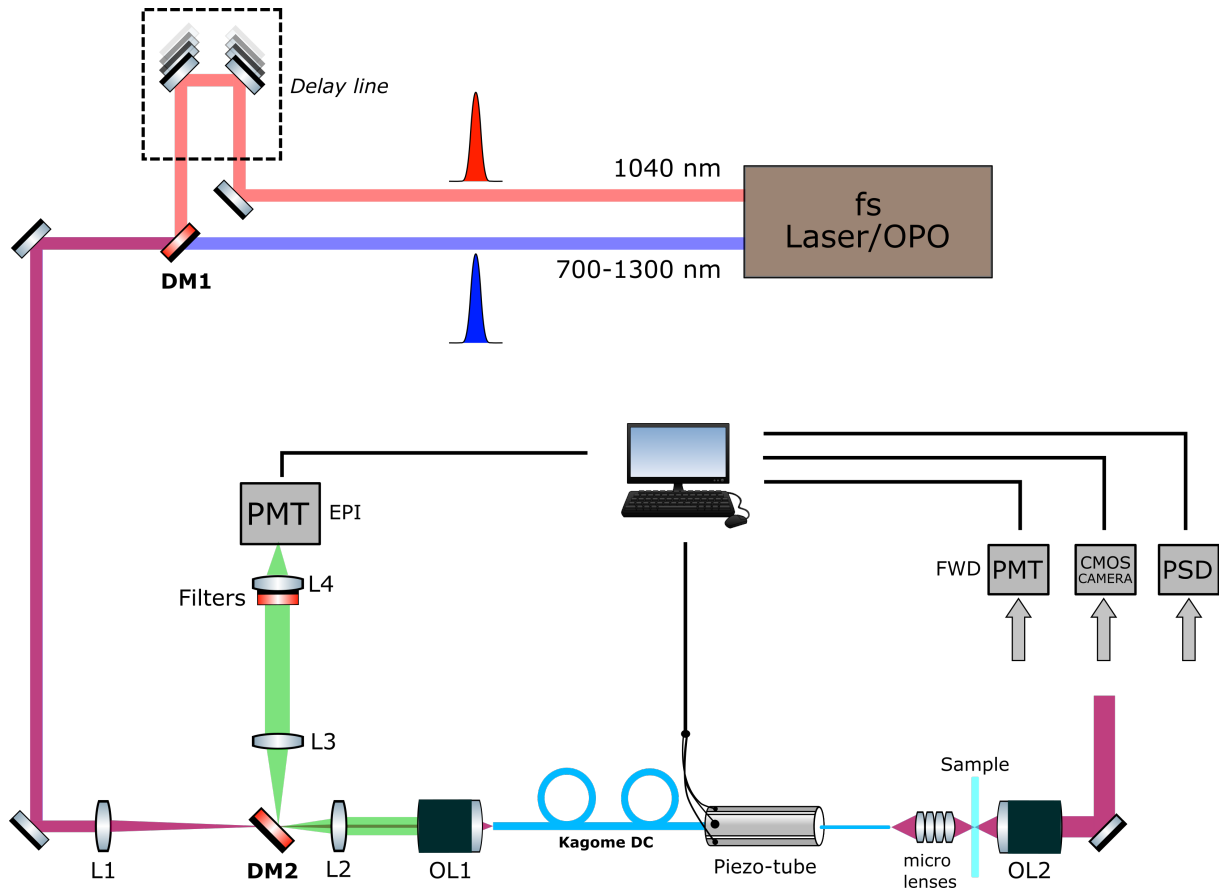 Delay line
1040 nm
fs
Laser/OPO
DM1
700-1300 nm
PMT
EPI
L4
Filters
FWD
PMT
CMOS
CAMERA
PSD
L3
Sample
Kagome DC
L1
DM2
L2
OL1
Piezo-tube
micro
lenses
OL2